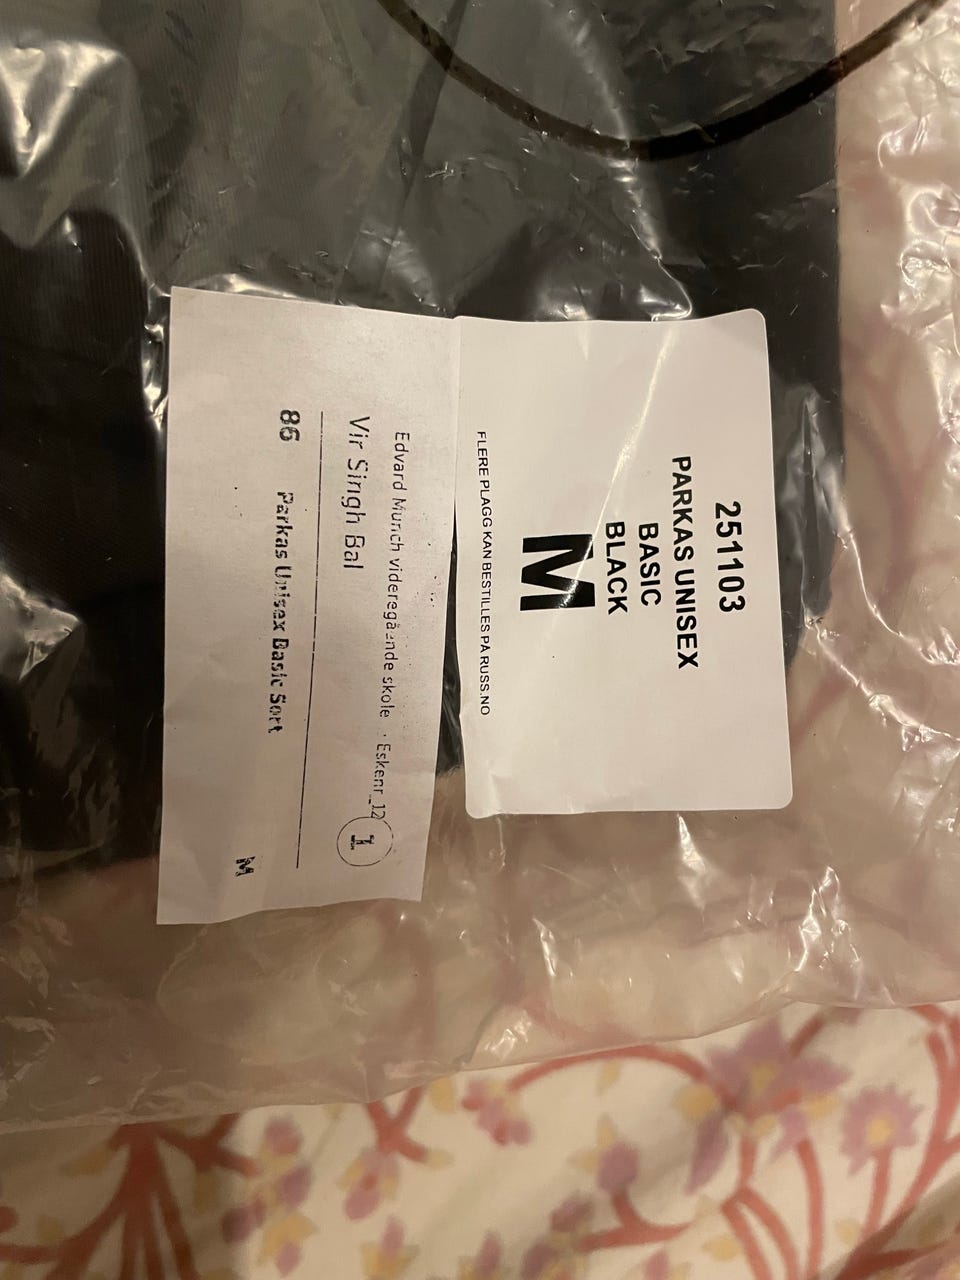 251103
PARKAS UNISEX
BASIC
BLACK
M
FLERE PLAGG KAN BESTILLES PÅ RUSS.NO
Edvard Munch videregående skole · Eskenr_12
1
Vir Singh Bal
86 Parkas Unisex Basic Sort
M